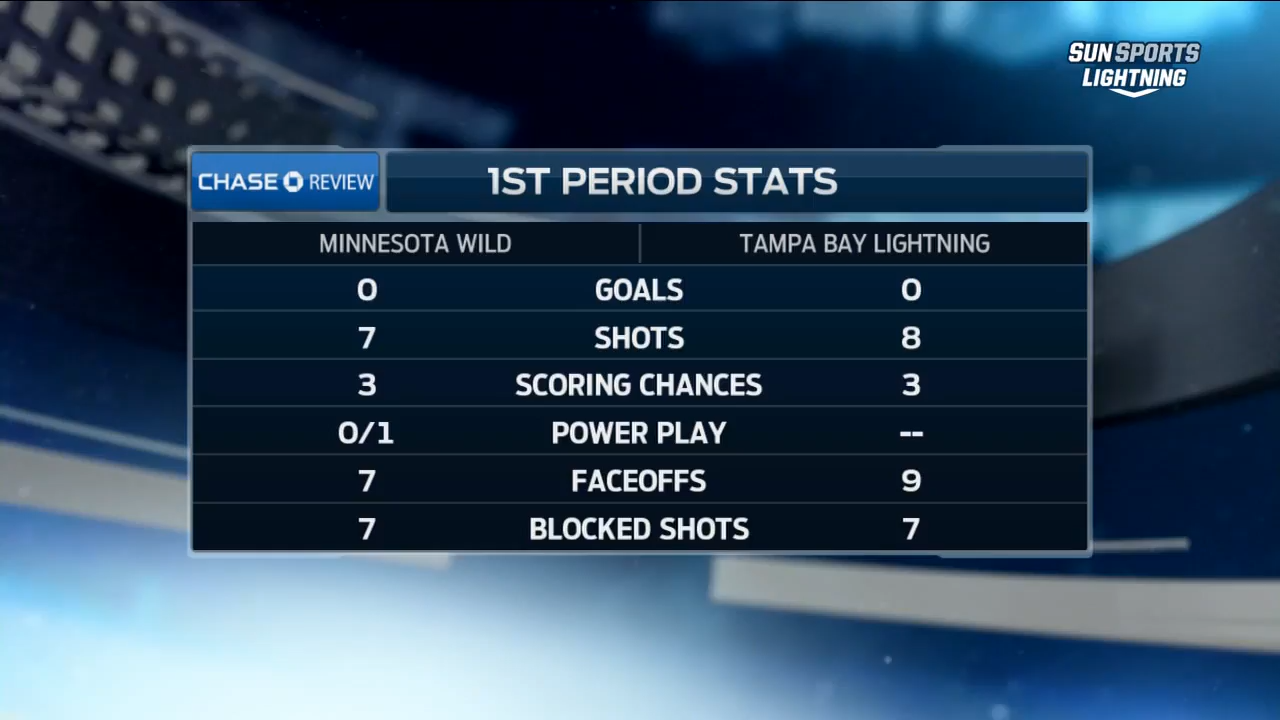 SUN SPORTS
LIGHTNING
CHASE REVIEW 1ST PERIOD STATS
MINNESOTA WILD TAMPA BAY LIGHTNING
0 GOALS 0
7 SHOTS 8
3 SCORING CHANCES 3
0/1 POWER PLAY --
7 FACEOFFS 9
7 BLOCKED SHOTS 7